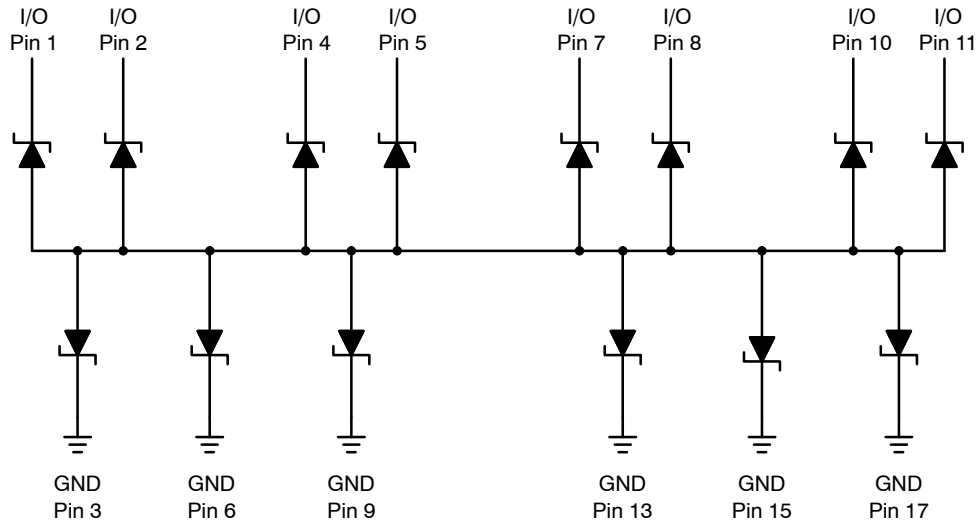 I/O I/O I/O I/O I/O I/O I/O I/O
Pin 1 Pin 2 Pin 4 Pin 5 Pin 7 Pin 8 Pin 10 Pin 11
GND GND GND GND GND GND
Pin 3 Pin 6 Pin 9 Pin 13 Pin 15 Pin 17